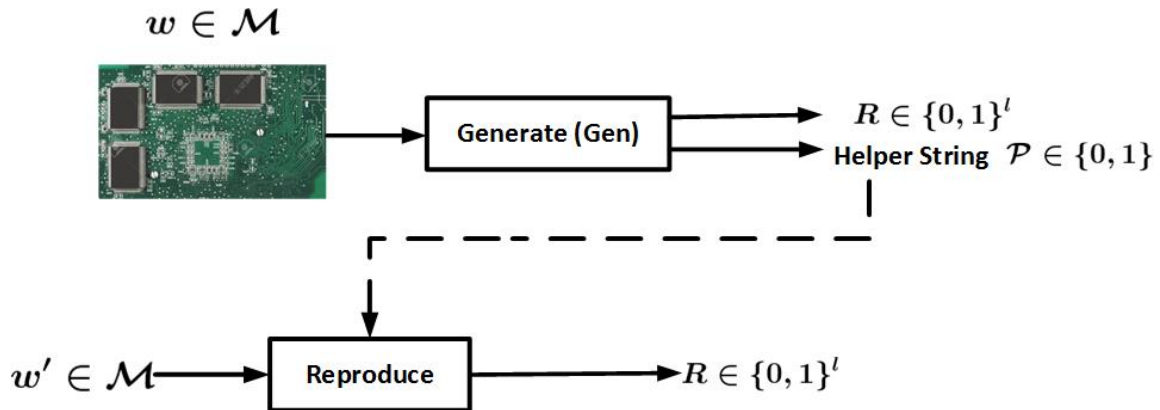 w ∈ ℳ
Generate (Gen)
R ∈ {0, 1}^l
Helper String 𝒫 ∈ {0, 1}
w′ ∈ ℳ
Reproduce
R ∈ {0, 1}^l